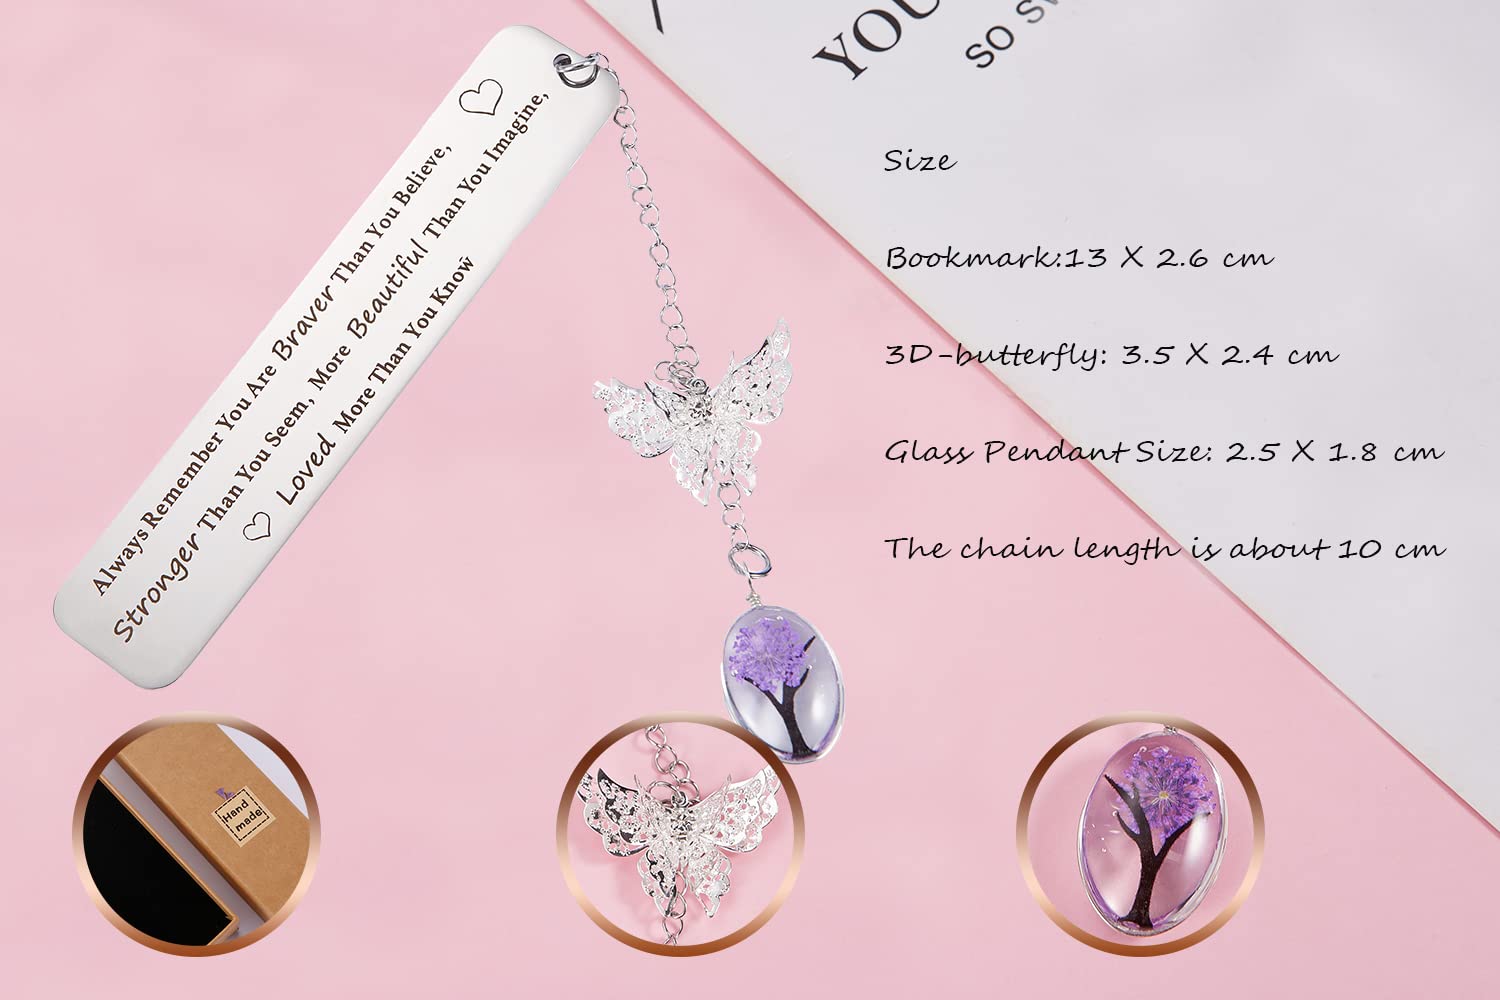 YOU
SO
Always Remember You Are Braver Than You Believe,
Stronger Than You Seem, More Beautiful Than You Imagine,
Loved More Than You Know
Size
Bookmark:13 X 2.6 cm
3D-butterfly: 3.5 X 2.4 cm
Glass Pendant Size: 2.5 X 1.8 cm
The chain length is about 10 cm
Hand
made